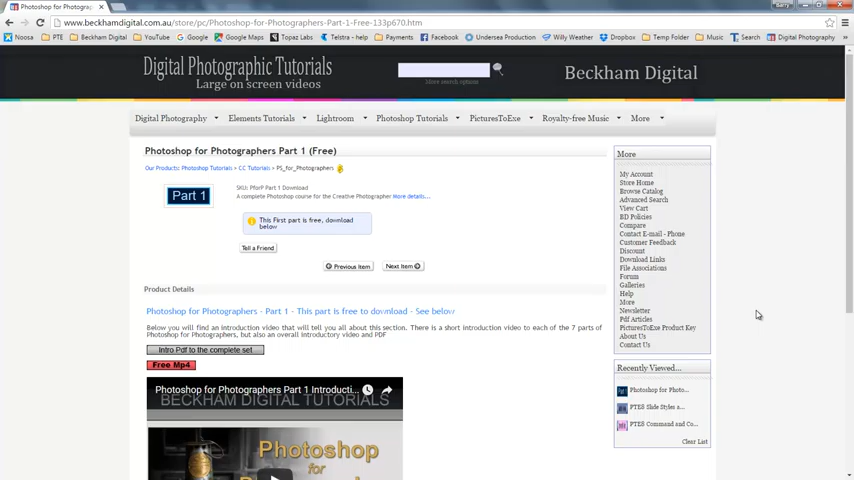 Photoshop for Photograp
Barry
www.beckhamdigital.com.au/store/pc/Photoshop-for-Photographers-Part-1-Free-133p670.htm
Noosa PTE Beckham Digital YouTube Google Google Maps Topaz Labs Telstra - help Payments Facebook Undersea Production Willy Weather Dropbox Temp Folder Music Search Digital Photography »
Digital Photographic Tutorials
Large on screen videos
More search options
Beckham Digital
Digital Photography Elements Tutorials Lightroom Photoshop Tutorials PicturesToExe Royalty-free Music More
Photoshop for Photographers Part 1 (Free)
Our Products: Photoshop Tutorials > CC Tutorials > PS_for_Photographers
Part 1
SKU: PforP Part 1 Download
A complete Photoshop course for the Creative Photographer More details...
This First part is free, download
below
Tell a Friend
Previous Item Next Item
Product Details
Photoshop for Photographers - Part 1 - This part is free to download - See below
Below you will find an introduction video that will tell you all about this section. There is a short introduction video to each of the 7 parts of
Photoshop for Photographers, but also an overall introductory video and PDF
Intro Pdf to the complete set
Free Mp4
Photoshop for Photographers Part 1 Introducti...
BECKHAM DIGITAL TUTORIALS
Photoshop
for
More
My Account
Store Home
Browse Catalog
Advanced Search
View Cart
BD Policies
Compare
Contact E-mail - Phone
Customer Feedback
Discount
Download Links
File Associations
Forum
Galleries
Help
More
Newsletter
Pdf Articles
PicturesToExe Product Key
About Us
Contact Us
Recently Viewed...
Photoshop for Photo...
PTE8 Slide Styles a...
PTE8 Command and Co...
Clear List